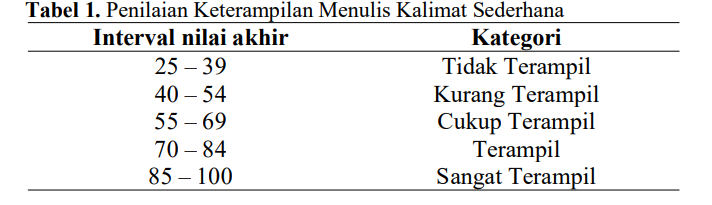 Tabel 1. Penilaian Keterampilan Menulis Kalimat Sederhana
Interval nilai akhir Kategori
25 – 39 Tidak Terampil
40 – 54 Kurang Terampil
55 – 69 Cukup Terampil
70 – 84 Terampil
85 – 100 Sangat Terampil